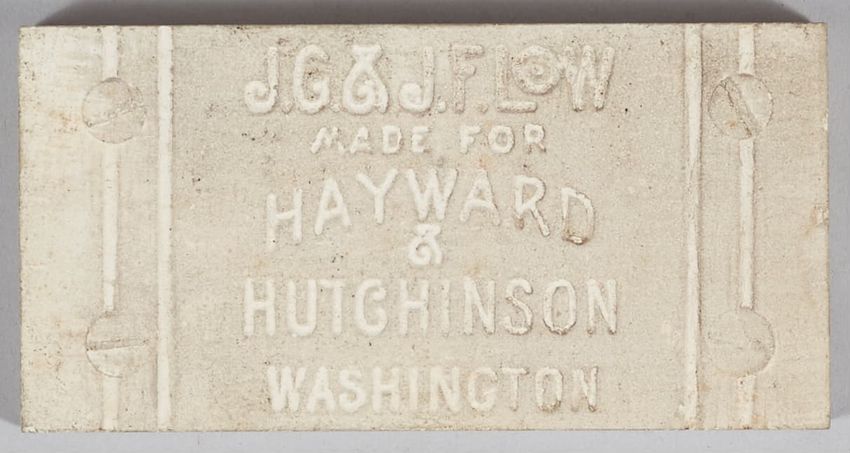 J.G. & J.F. LOW
MADE FOR
HAYWARD
&
HUTCHINSON
WASHINGTON